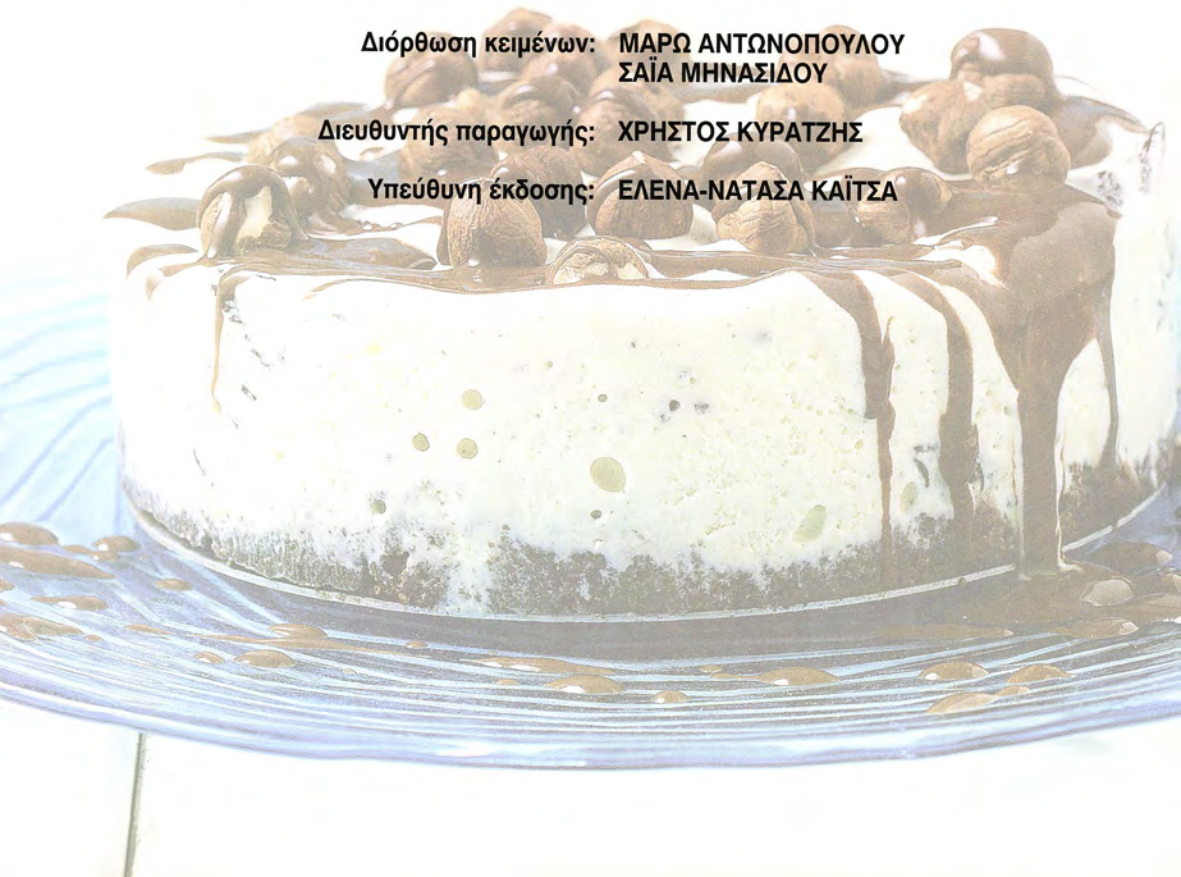 Διόρθωση κειμένων: ΜΑΡΩ ΑΝΤΩΝΟΠΟΥΛΟΥ
ΣΑΪΑ ΜΗΝΑΣΙΔΟΥ
Διευθυντής παραγωγής: ΧΡΗΣΤΟΣ ΚΥΡΑΤΖΗΣ
Υπεύθυνη έκδοσης: ΕΛΕΝΑ-ΝΑΤΑΣΑ ΚΑΪΤΣΑ